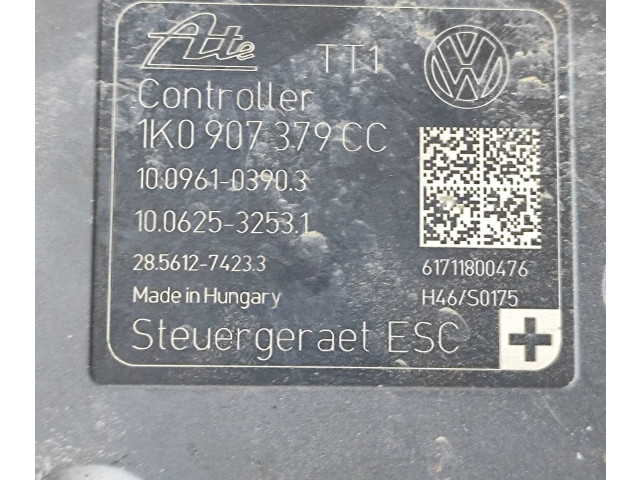 Ate TT1
Controller
1K0 907 379 CC
10.0961-0390.3
10.0625-3253.1
28.5612-7423.3 61711800476
Made in Hungary H46/S0175
Steuergeraet ESC